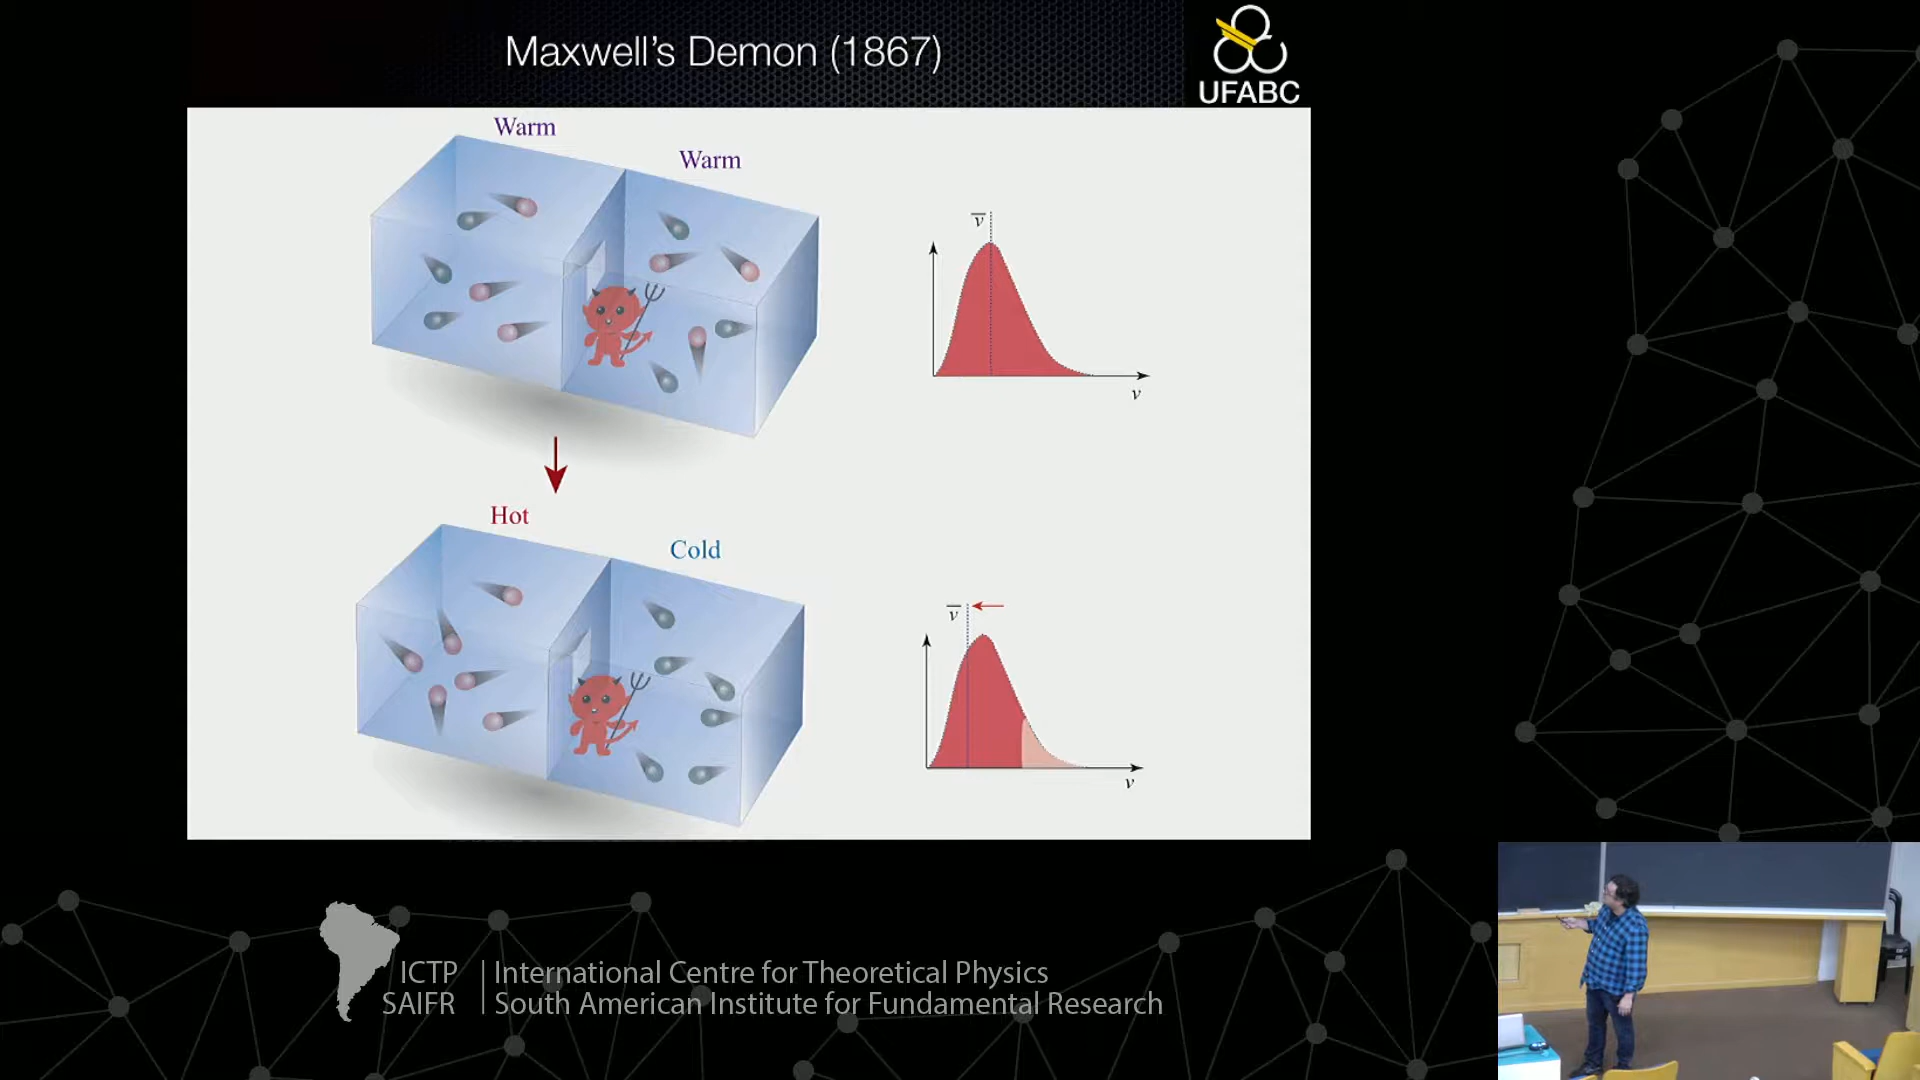 Maxwell's Demon (1867)
UFABC
Warm
Warm
v
v
Hot
Cold
v
v
ICTP
SAIFR
International Centre for Theoretical Physics
South American Institute for Fundamental Research